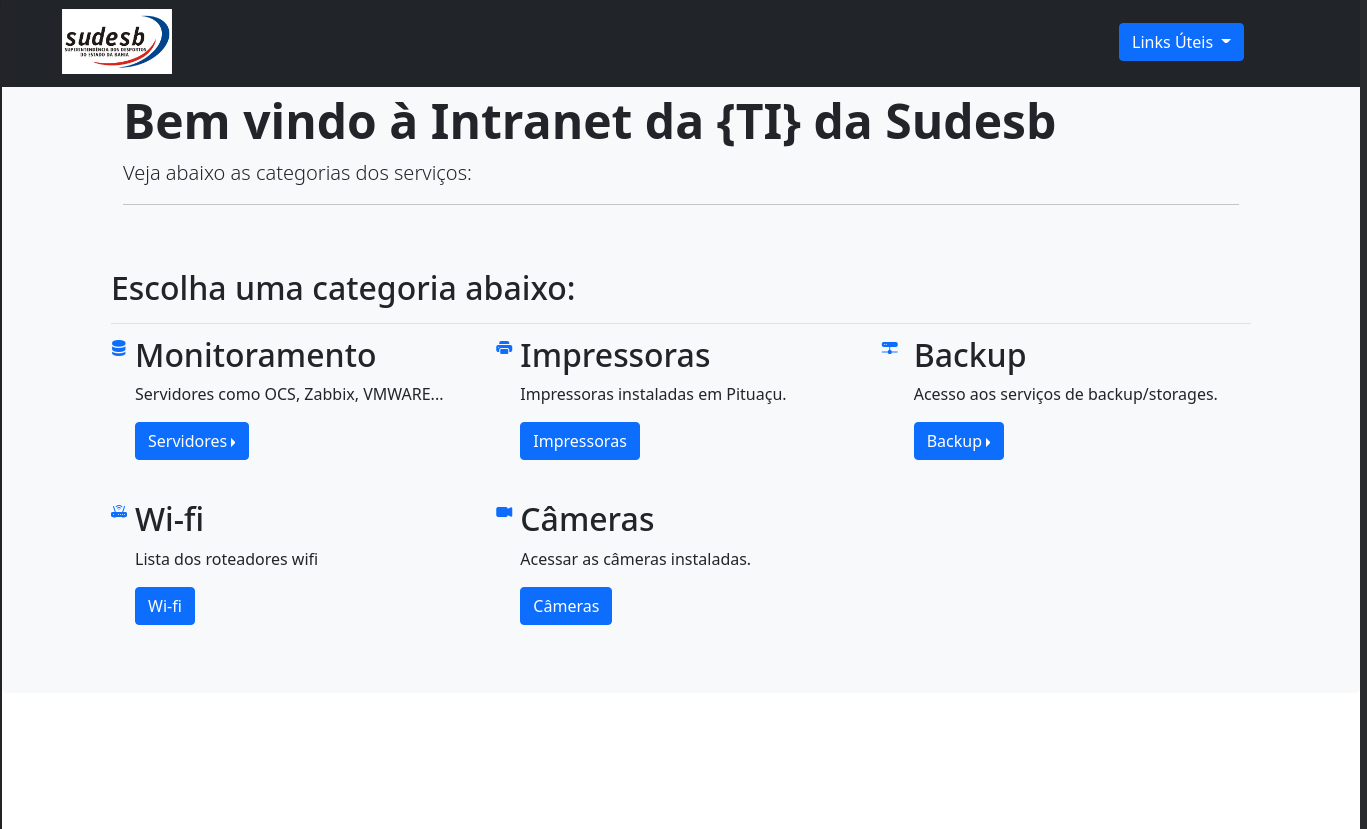 sudesb
SUPERINTENDÊNCIA DOS DESPORTOS
DO ESTADO DA BAHIA
Links Úteis
Bem vindo à Intranet da {TI} da Sudesb
Veja abaixo as categorias dos serviços:
Escolha uma categoria abaixo:
Monitoramento
Servidores como OCS, Zabbix, VMWARE...
Servidores
Impressoras
Impressoras instaladas em Pituaçu.
Impressoras
Backup
Acesso aos serviços de backup/storages.
Backup
Wi-fi
Lista dos roteadores wifi
Wi-fi
Câmeras
Acessar as câmeras instaladas.
Câmeras